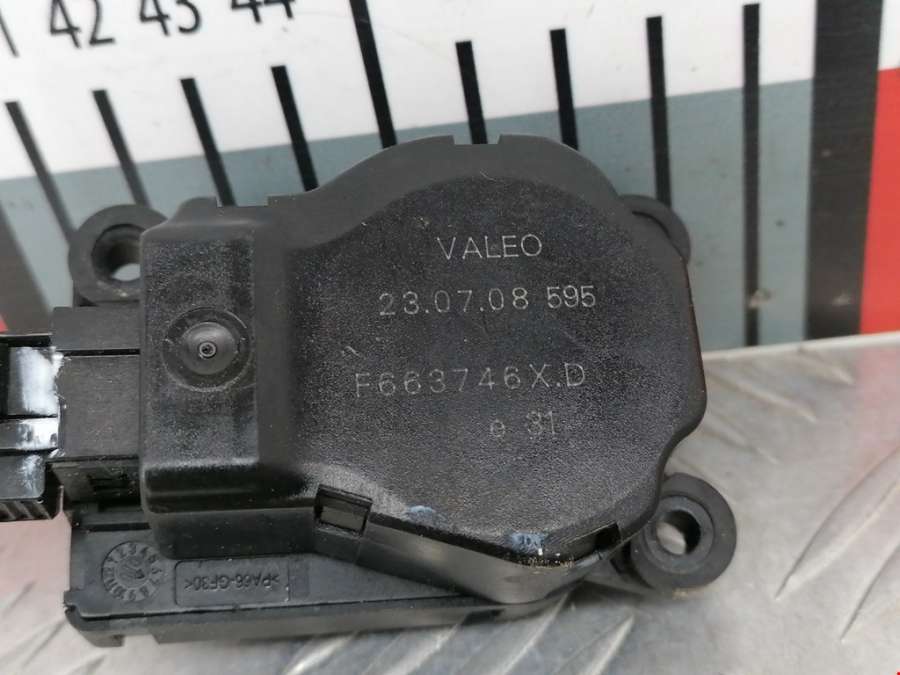 42 43 44
VALEO
23.07.08 595
F663746X.D
e 31
>PA66-GF30<